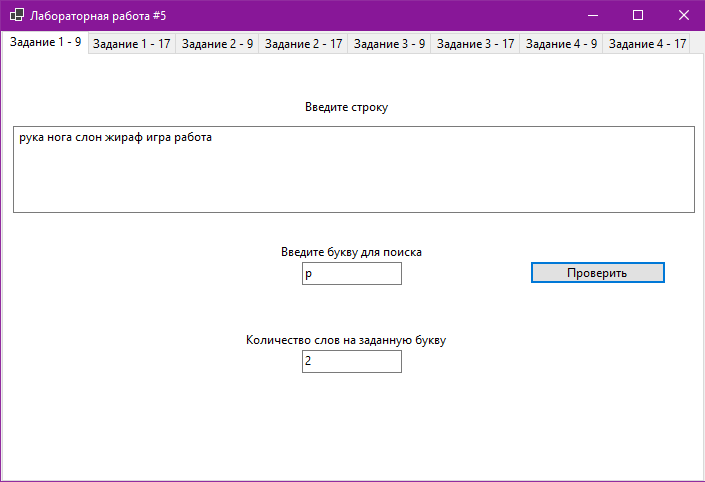 Лабораторная работа #5
Задание 1 - 9 Задание 1 - 17 Задание 2 - 9 Задание 2 - 17 Задание 3 - 9 Задание 3 - 17 Задание 4 - 9 Задание 4 - 17
Введите строку
рука нога слон жираф игра работа
Введите букву для поиска
р Проверить
Количество слов на заданную букву
2